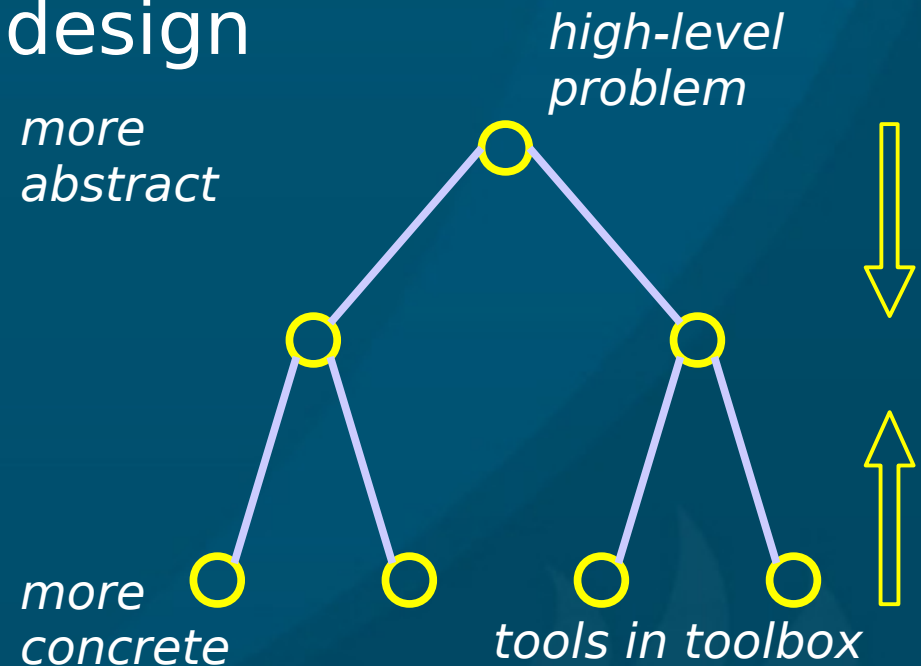 design
high-level
problem
more
abstract
more
concrete
tools in toolbox